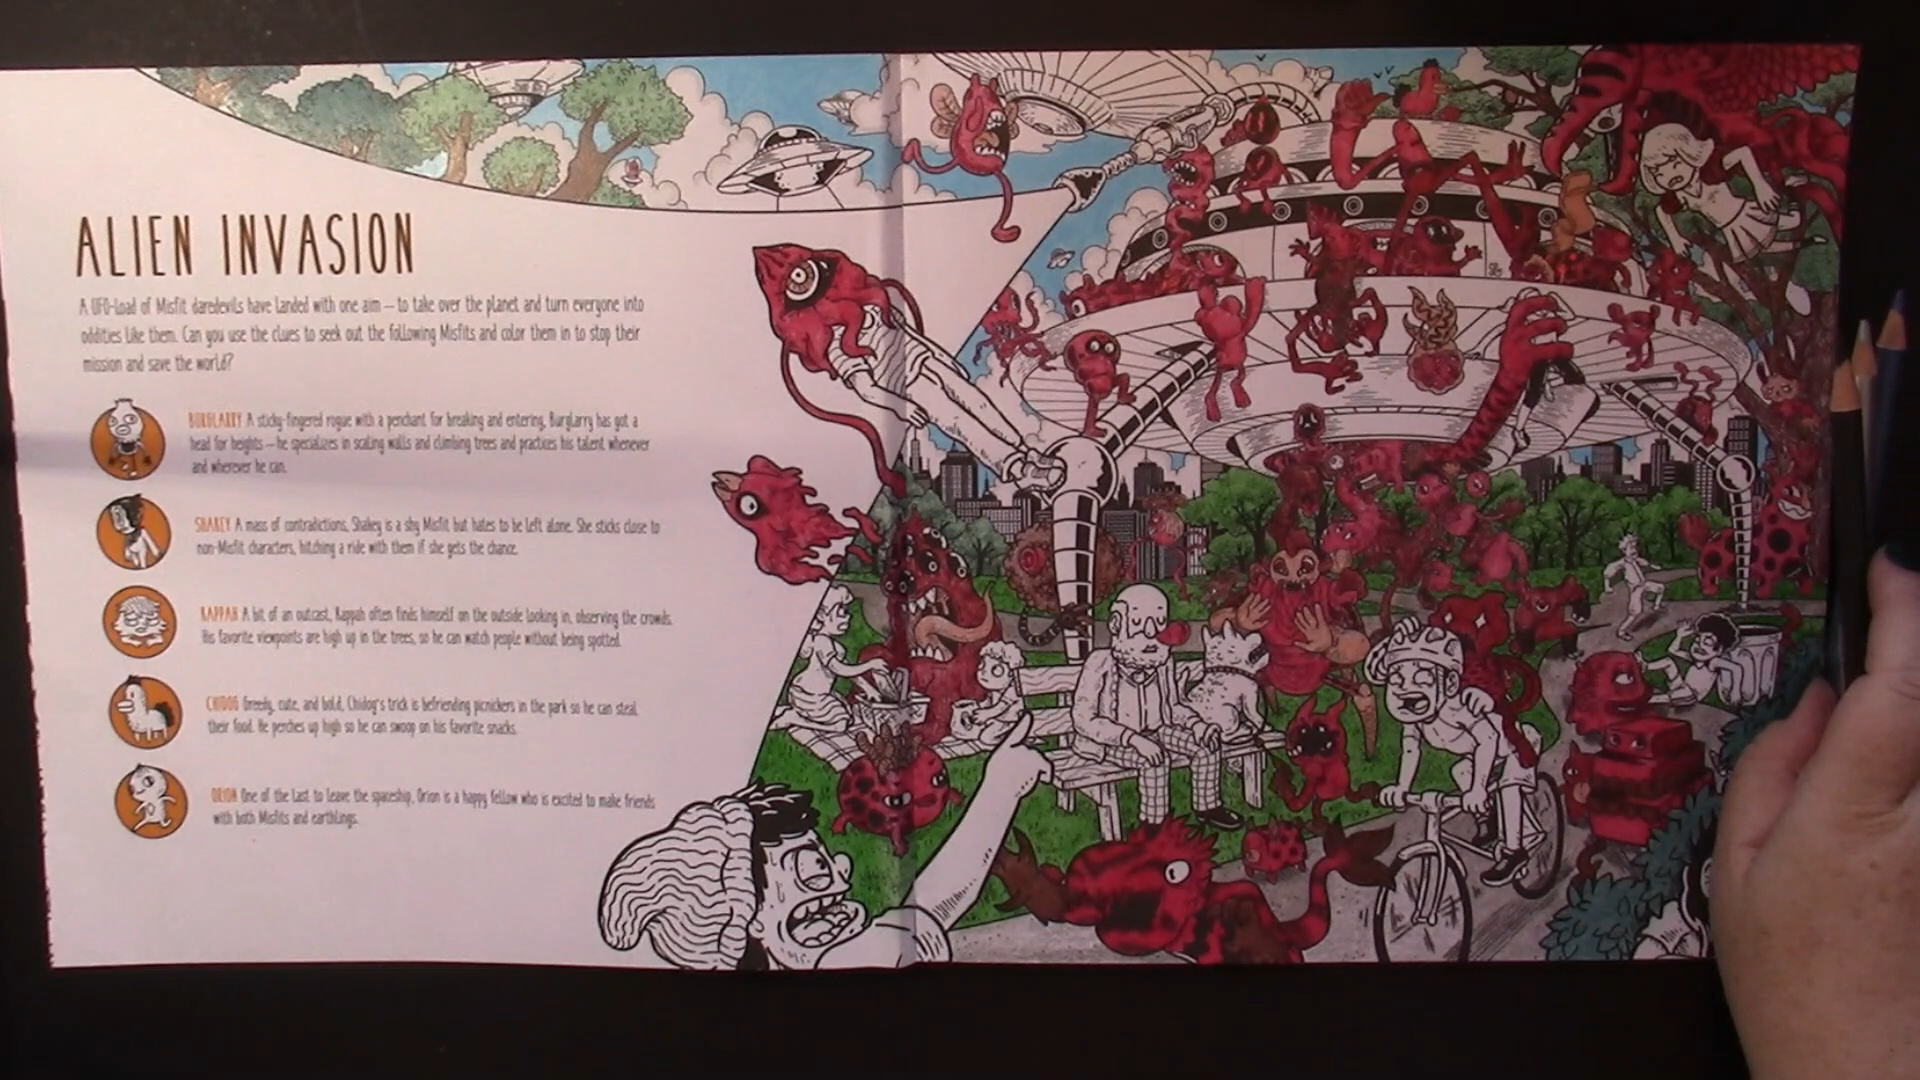 ALIEN INVASION
A UFO-load of Misfit daredevils have landed with one aim – to take over the planet and turn everyone into
oddities like them. Can you use the clues to seek out the following Misfits and color them in to stop their
mission and save the world?
BURGLARRY A sticky-fingered rogue with a penchant for breaking and entering, Burglarry has got a
head for heights – he specializes in scaling walls and climbing trees and practices his talent whenever
and wherever he can.
SHAKEY A mass of contradictions, Shakey is a shy Misfit but hates to be left alone. She sticks close to
non-Misfit characters, hitching a ride with them if she gets the chance.
KAPPAH A bit of an outcast, Kappah often finds himself on the outside looking in, observing the crowds.
His favorite viewpoints are high up in the trees, so he can watch people without being spotted.
CHIDOG Greedy, cute, and bold, Chidog's trick is befriending picnickers in the park so he can steal
their food. He perches up high so he can swoop on his favorite snacks.
ORION One of the last to leave the spaceship, Orion is a happy fellow who is excited to make friends
with both Misfits and earthlings.